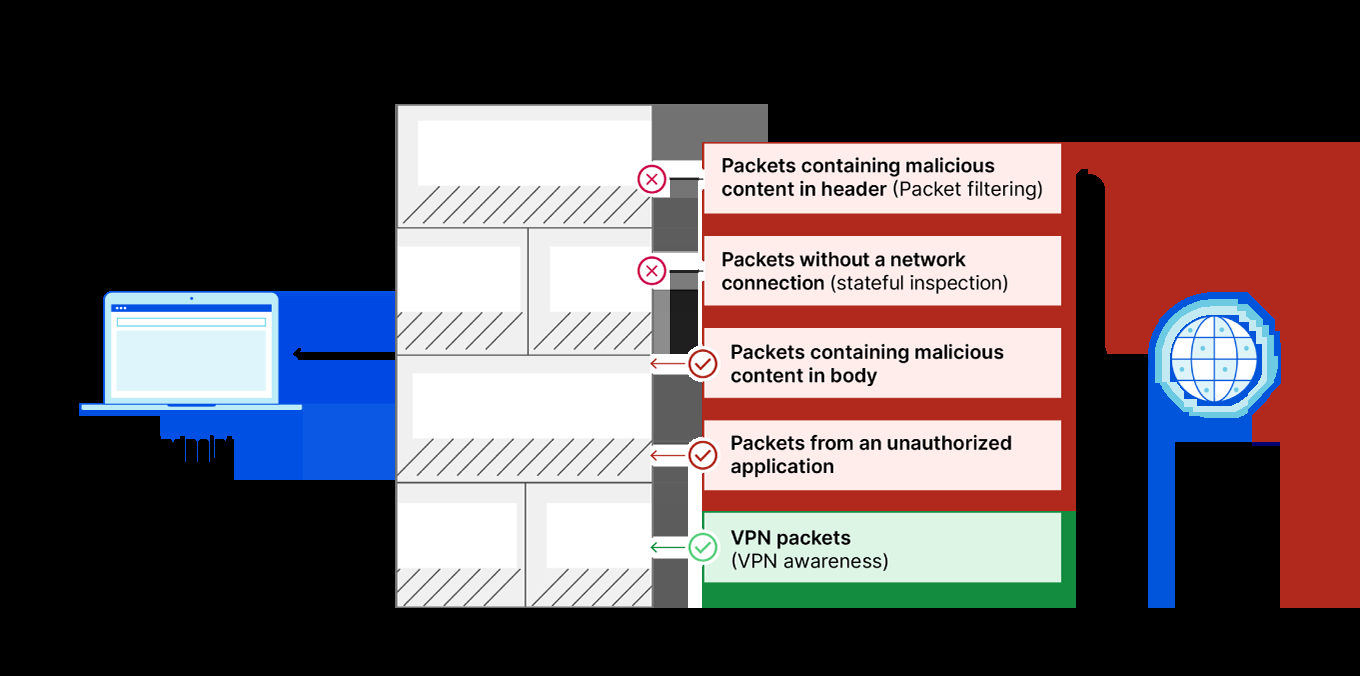 Packets containing malicious
content in header (Packet filtering)
Packets without a network
connection (stateful inspection)
Packets containing malicious
content in body
Packets from an unauthorized
application
VPN packets
(VPN awareness)